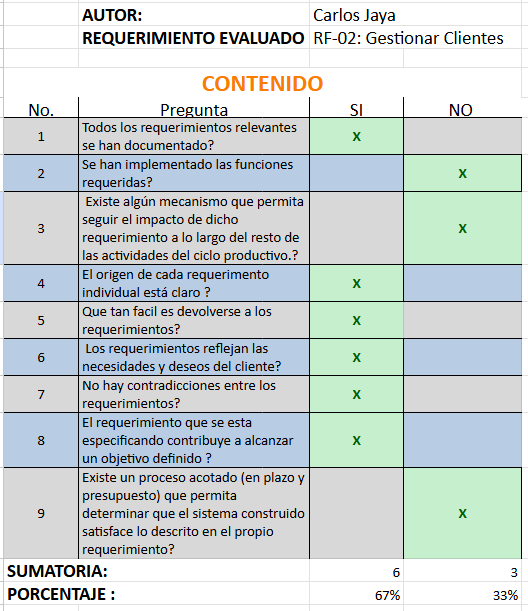 AUTOR: Carlos Jaya
REQUERIMIENTO EVALUADO RF-02: Gestionar Clientes
CONTENIDO
No. Pregunta SI NO
1 Todos los requerimientos relevantes X
se han documentado?
2 Se han implementado las funciones X
requeridas?
3 Existe algún mecanismo que permita X
seguir el impacto de dicho
requerimiento a lo largo del resto de
las actividades del ciclo productivo.?
4 El origen de cada requerimento X
individual está claro ?
5 Que tan facil es devolverse a los X
requerimientos?
6 Los requerimientos reflejan las X
necesidades y deseos del cliente?
7 No hay contradicciones entre los X
requerimientos?
8 El requerimiento que se esta X
especificando contribuye a alcanzar
un objetivo definido ?
9 Existe un proceso acotado (en plazo y X
presupuesto) que permita
determinar que el sistema construido
satisface lo descrito en el propio
requerimiento?
SUMATORIA: 6 3
PORCENTAJE : 67% 33%